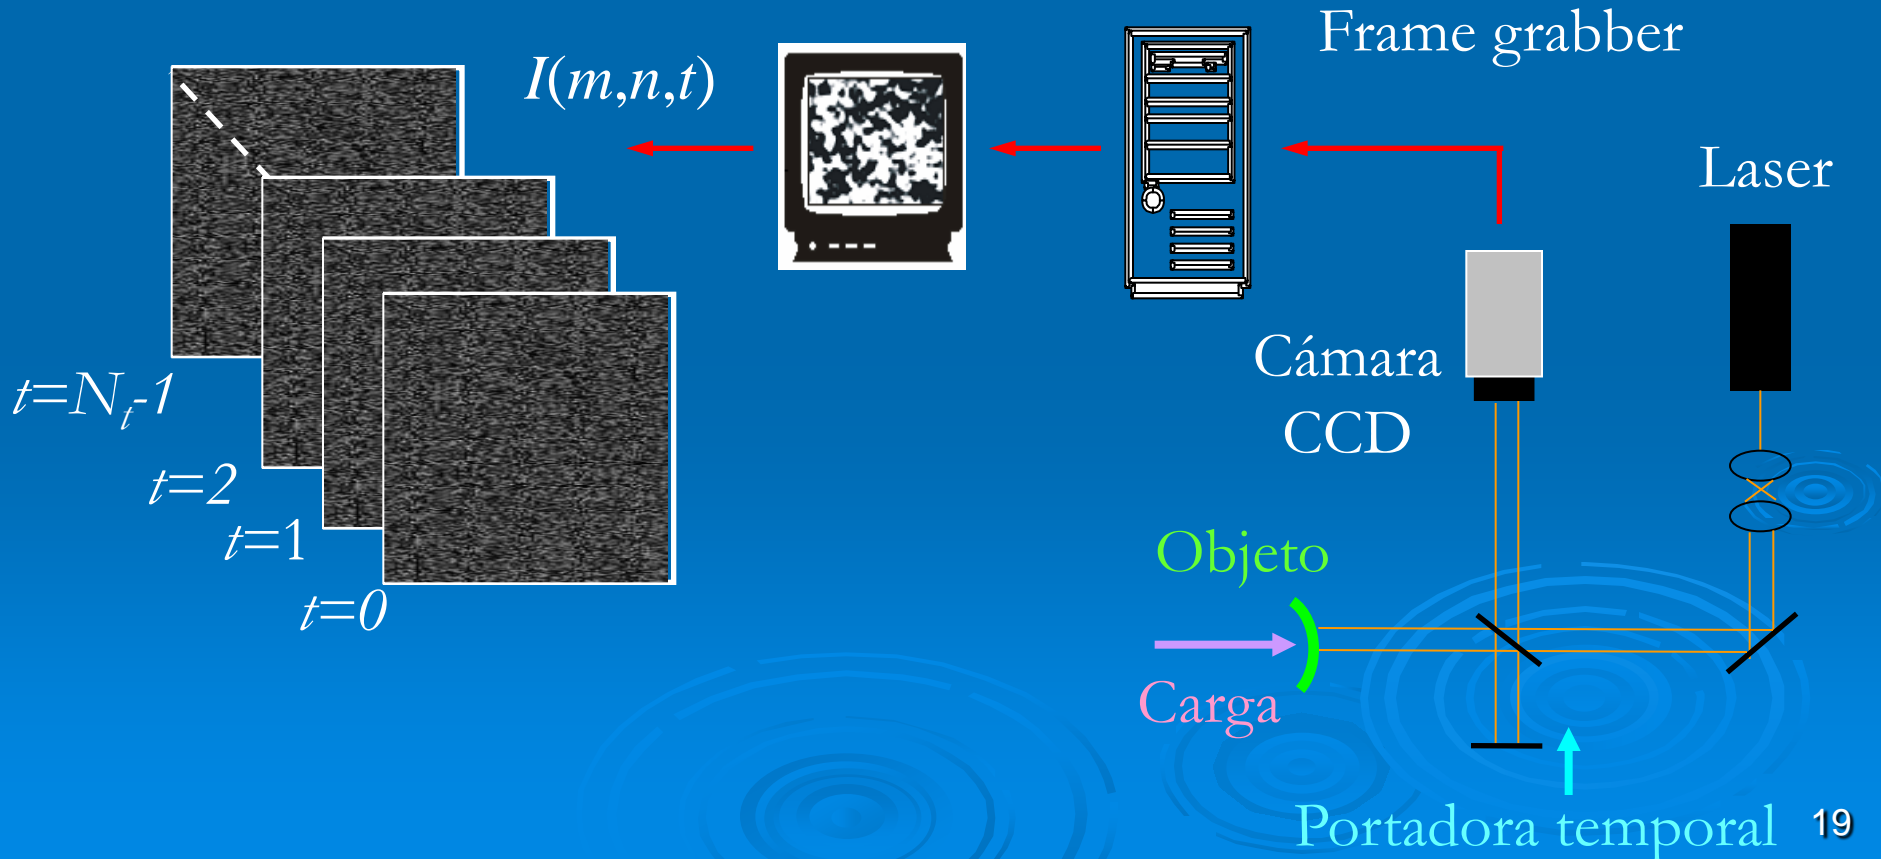 Frame grabber
I(m,n,t)
Laser
Cámara
CCD
t=Nt-1
t=2
t=1
t=0
Objeto
Carga
Portadora temporal
19